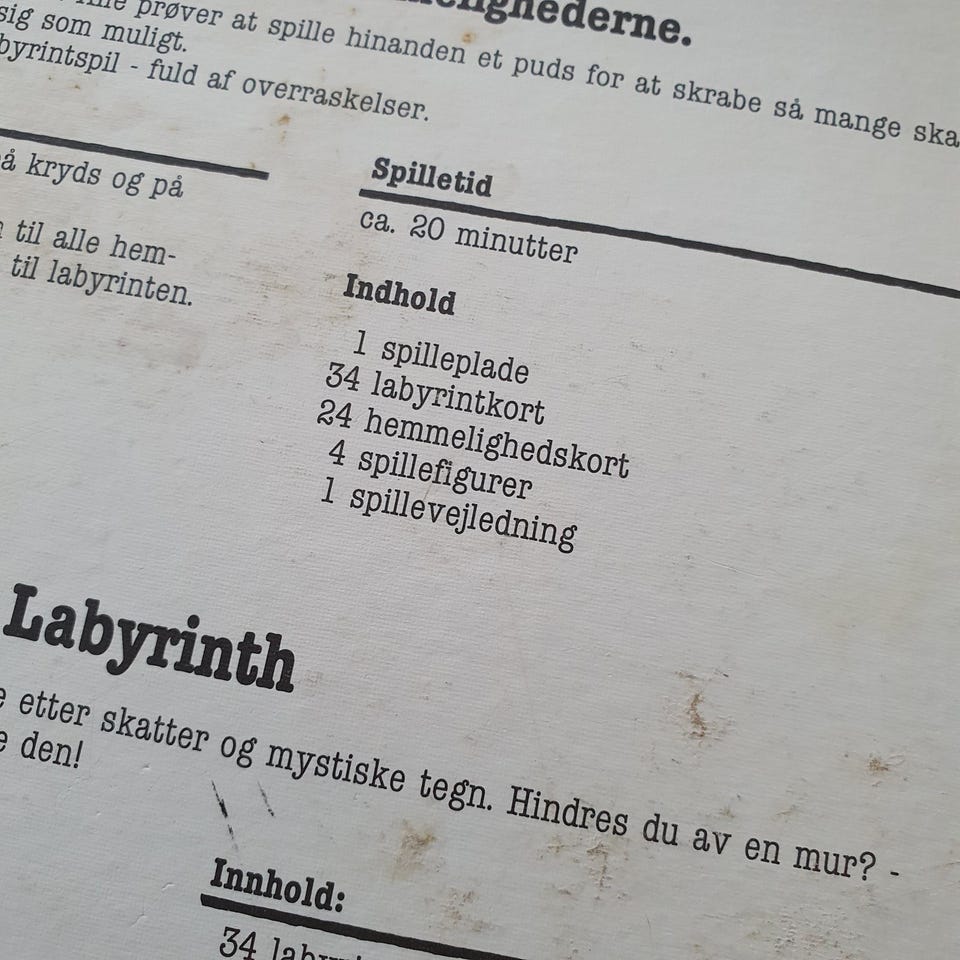 prøver at spille hinanden et puds for at skrabe så mange
sig som muligt.
fuld af overraskelser.
kryds og på
til alle hem-
til labyrinten.
Spilletid
ca. 20 minutter
Indhold
1 spilleplade
34 labyrintkort
24 hemmelighedskort
4 spillefigurer
1 spillevejledning
Labyrinth
etter skatter og mystiske tegn. Hindres du av en mur? -
den!
Innhold:
34